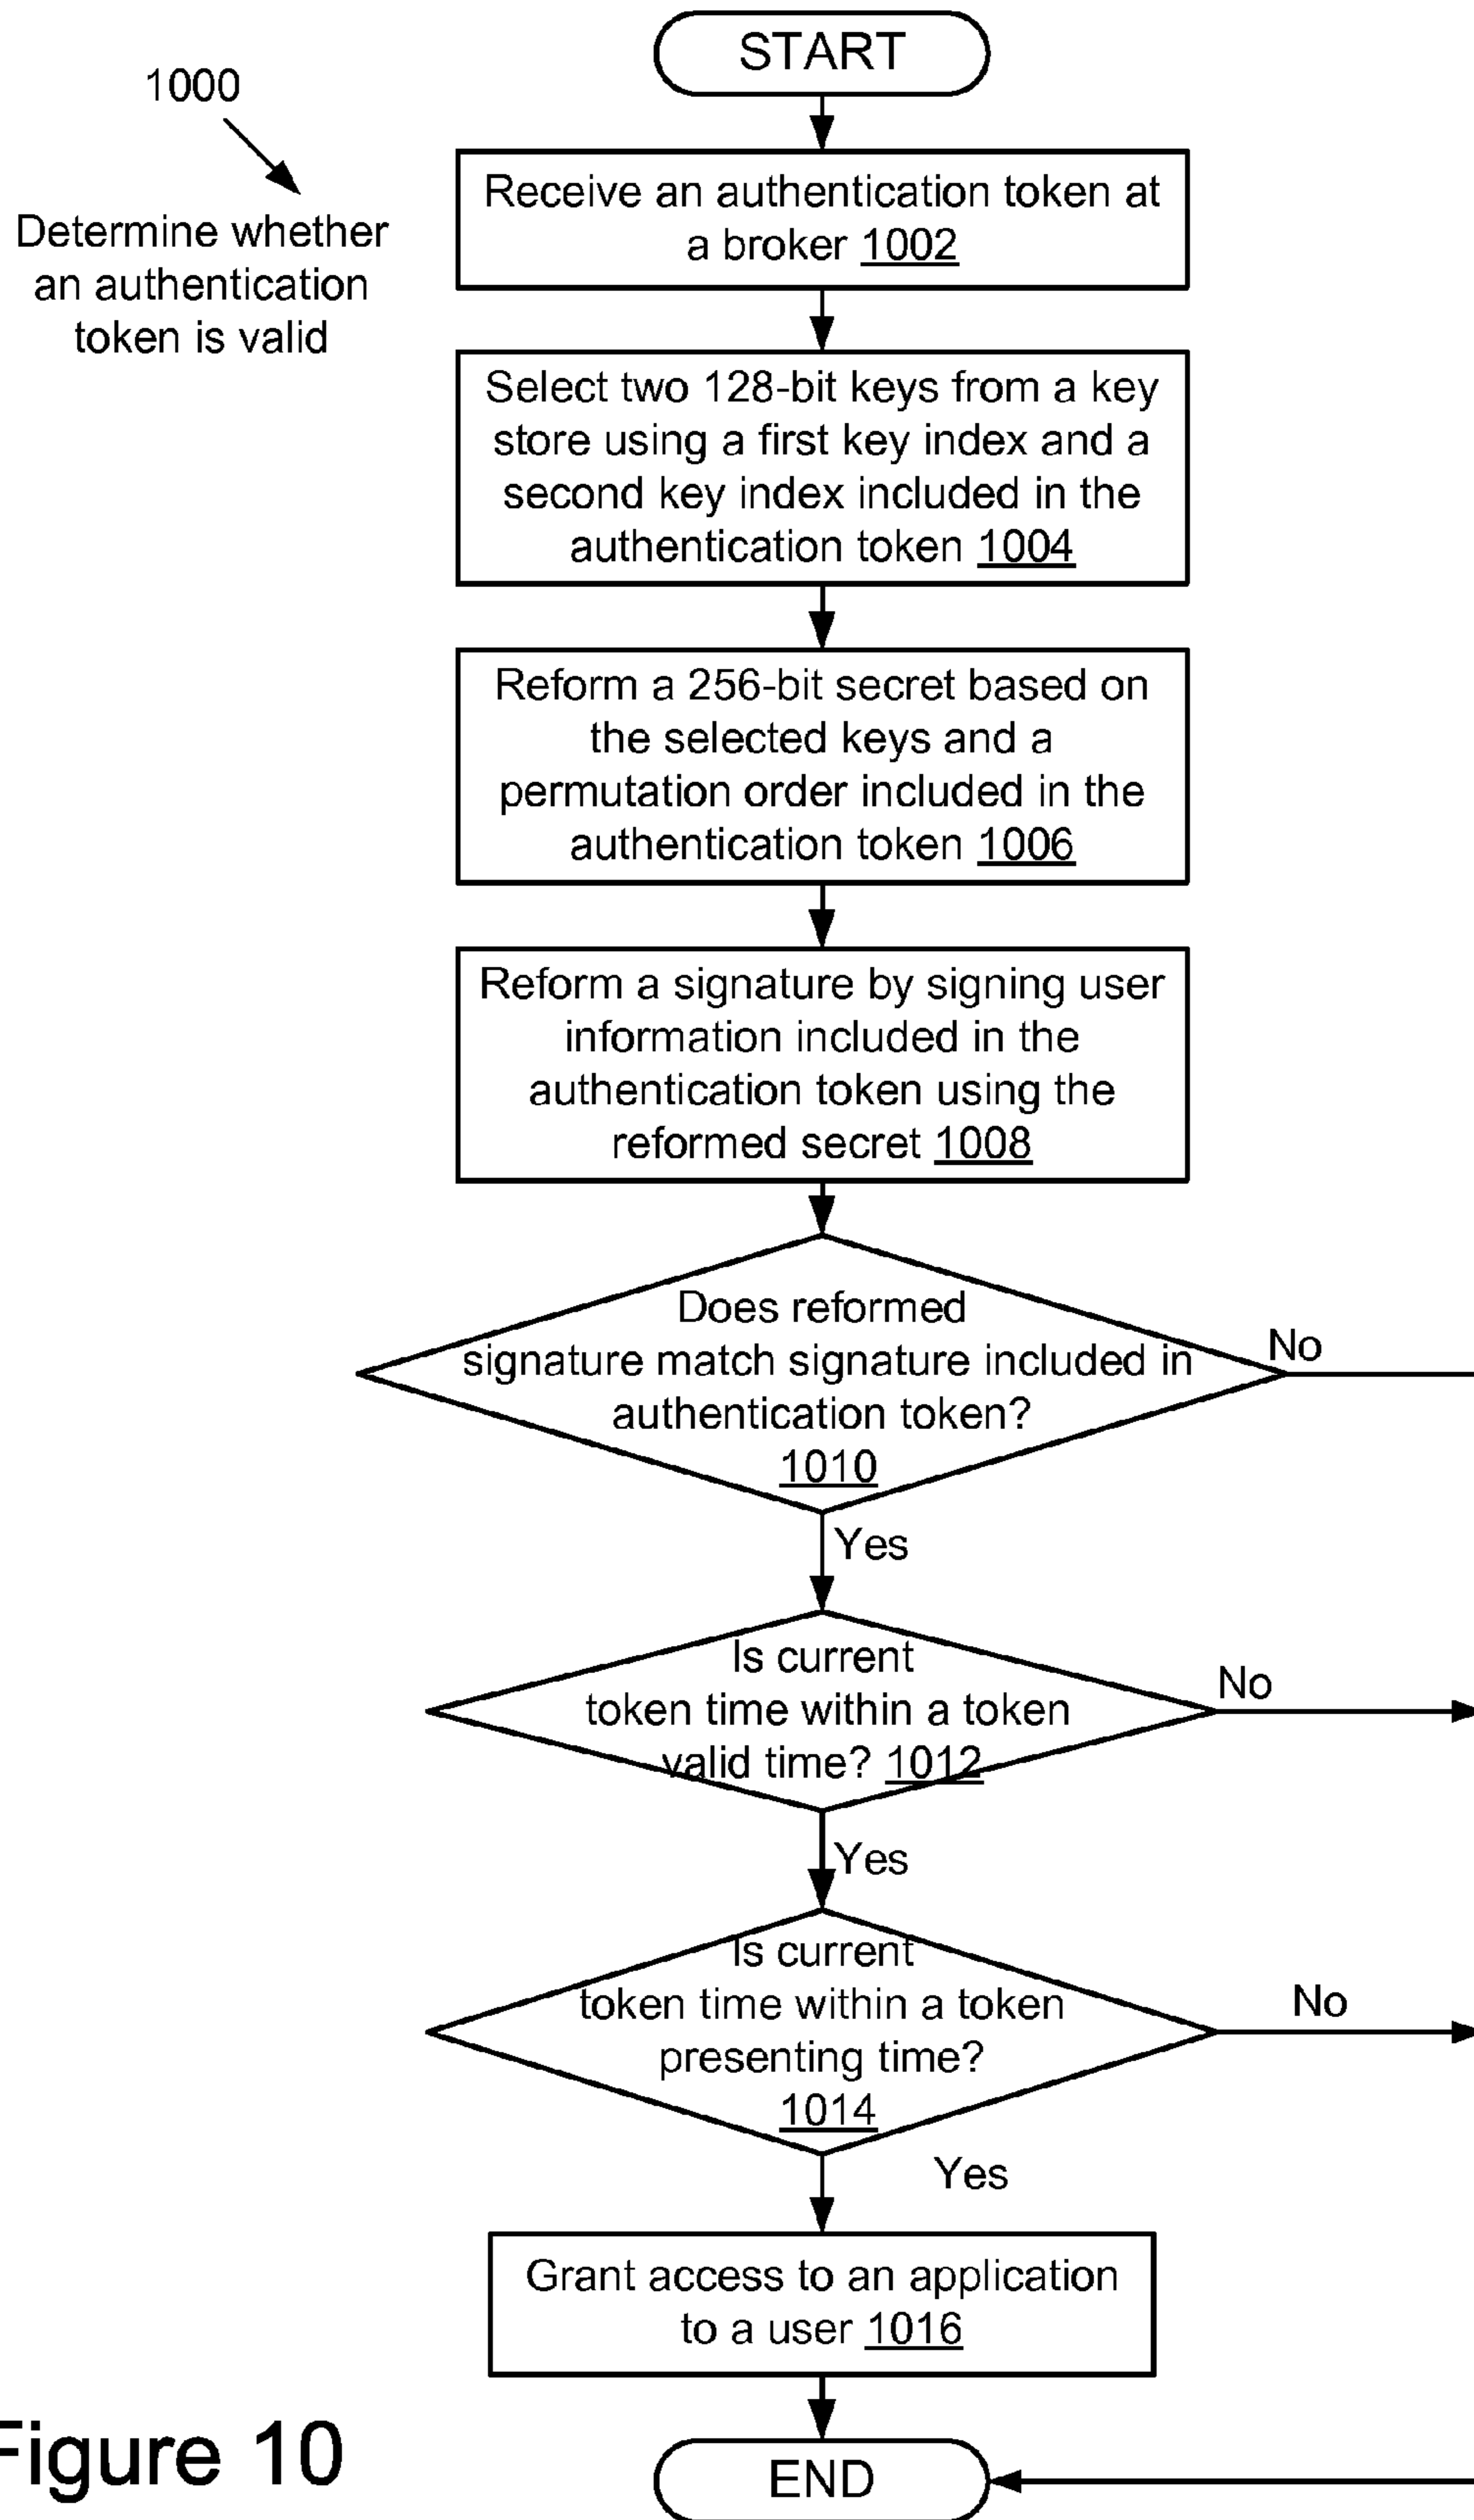 START
1000
Determine whether
an authentication
token is valid
Receive an authentication token at
a broker 1002
Select two 128-bit keys from a key
store using a first key index and a
second key index included in the
authentication token 1004
Reform a 256-bit secret based on
the selected keys and a
permutation order included in the
authentication token 1006
Reform a signature by signing user
information included in the
authentication token using the
reformed secret 1008
Does reformed
signature match signature included in
authentication token?
1010
No
Yes
Is current
token time within a token
valid time? 1012
No
Yes
Is current
token time within a token
presenting time?
1014
No
Yes
Grant access to an application
to a user 1016
END
Figure 10